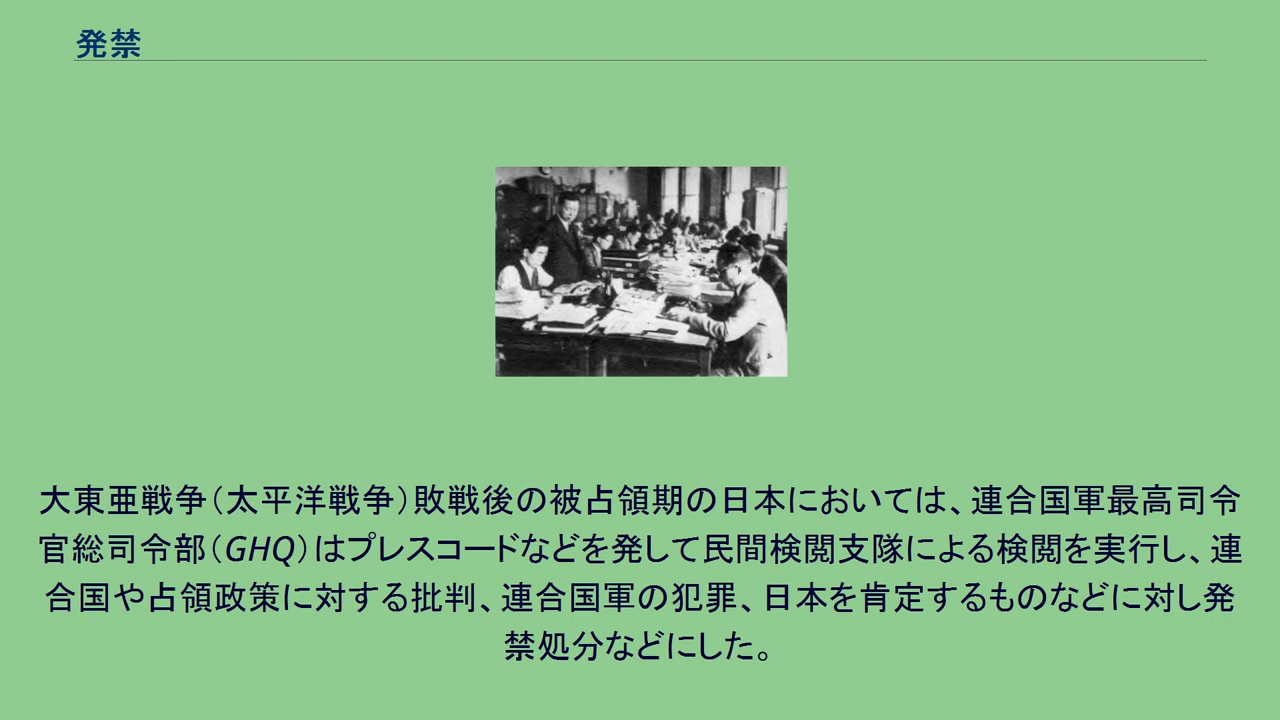 発禁
大東亜戦争（太平洋戦争）敗戦後の被占領期の日本においては、連合国軍最高司令
官総司令部（GHQ）はプレスコードなどを発して民間検閲支隊による検閲を実行し、連
合国や占領政策に対する批判、連合国軍の犯罪、日本を肯定するものなどに対し発
禁処分などにした。